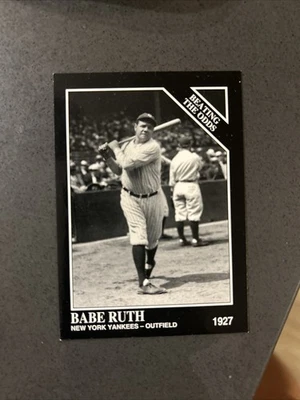 BEATING
THE ODDS
BABE RUTH
NEW YORK YANKEES – OUTFIELD
1927